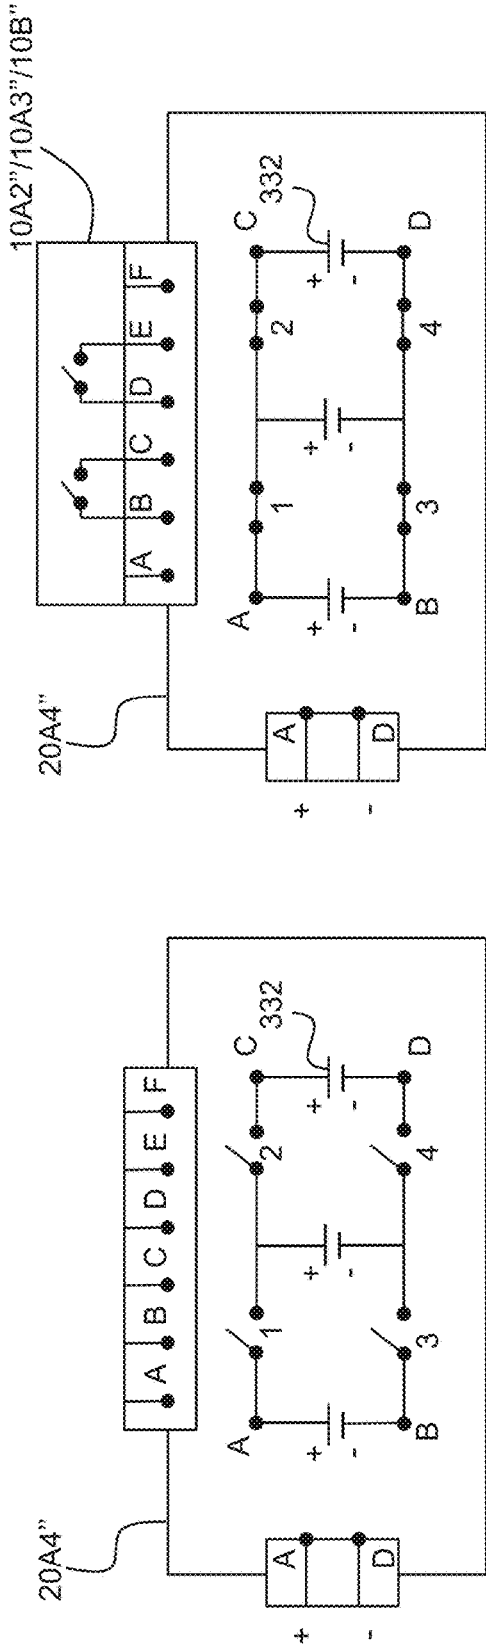 10A2”/10A3”/10B”
20A4”
A B C D E F
A
1
2
C
332
+ - + - + -
B
3
4
D
A
D
+
-
20A4”
A B C D E F
A
1
2
C
332
+ - + - + -
B
3
4
D
A
D
+
-